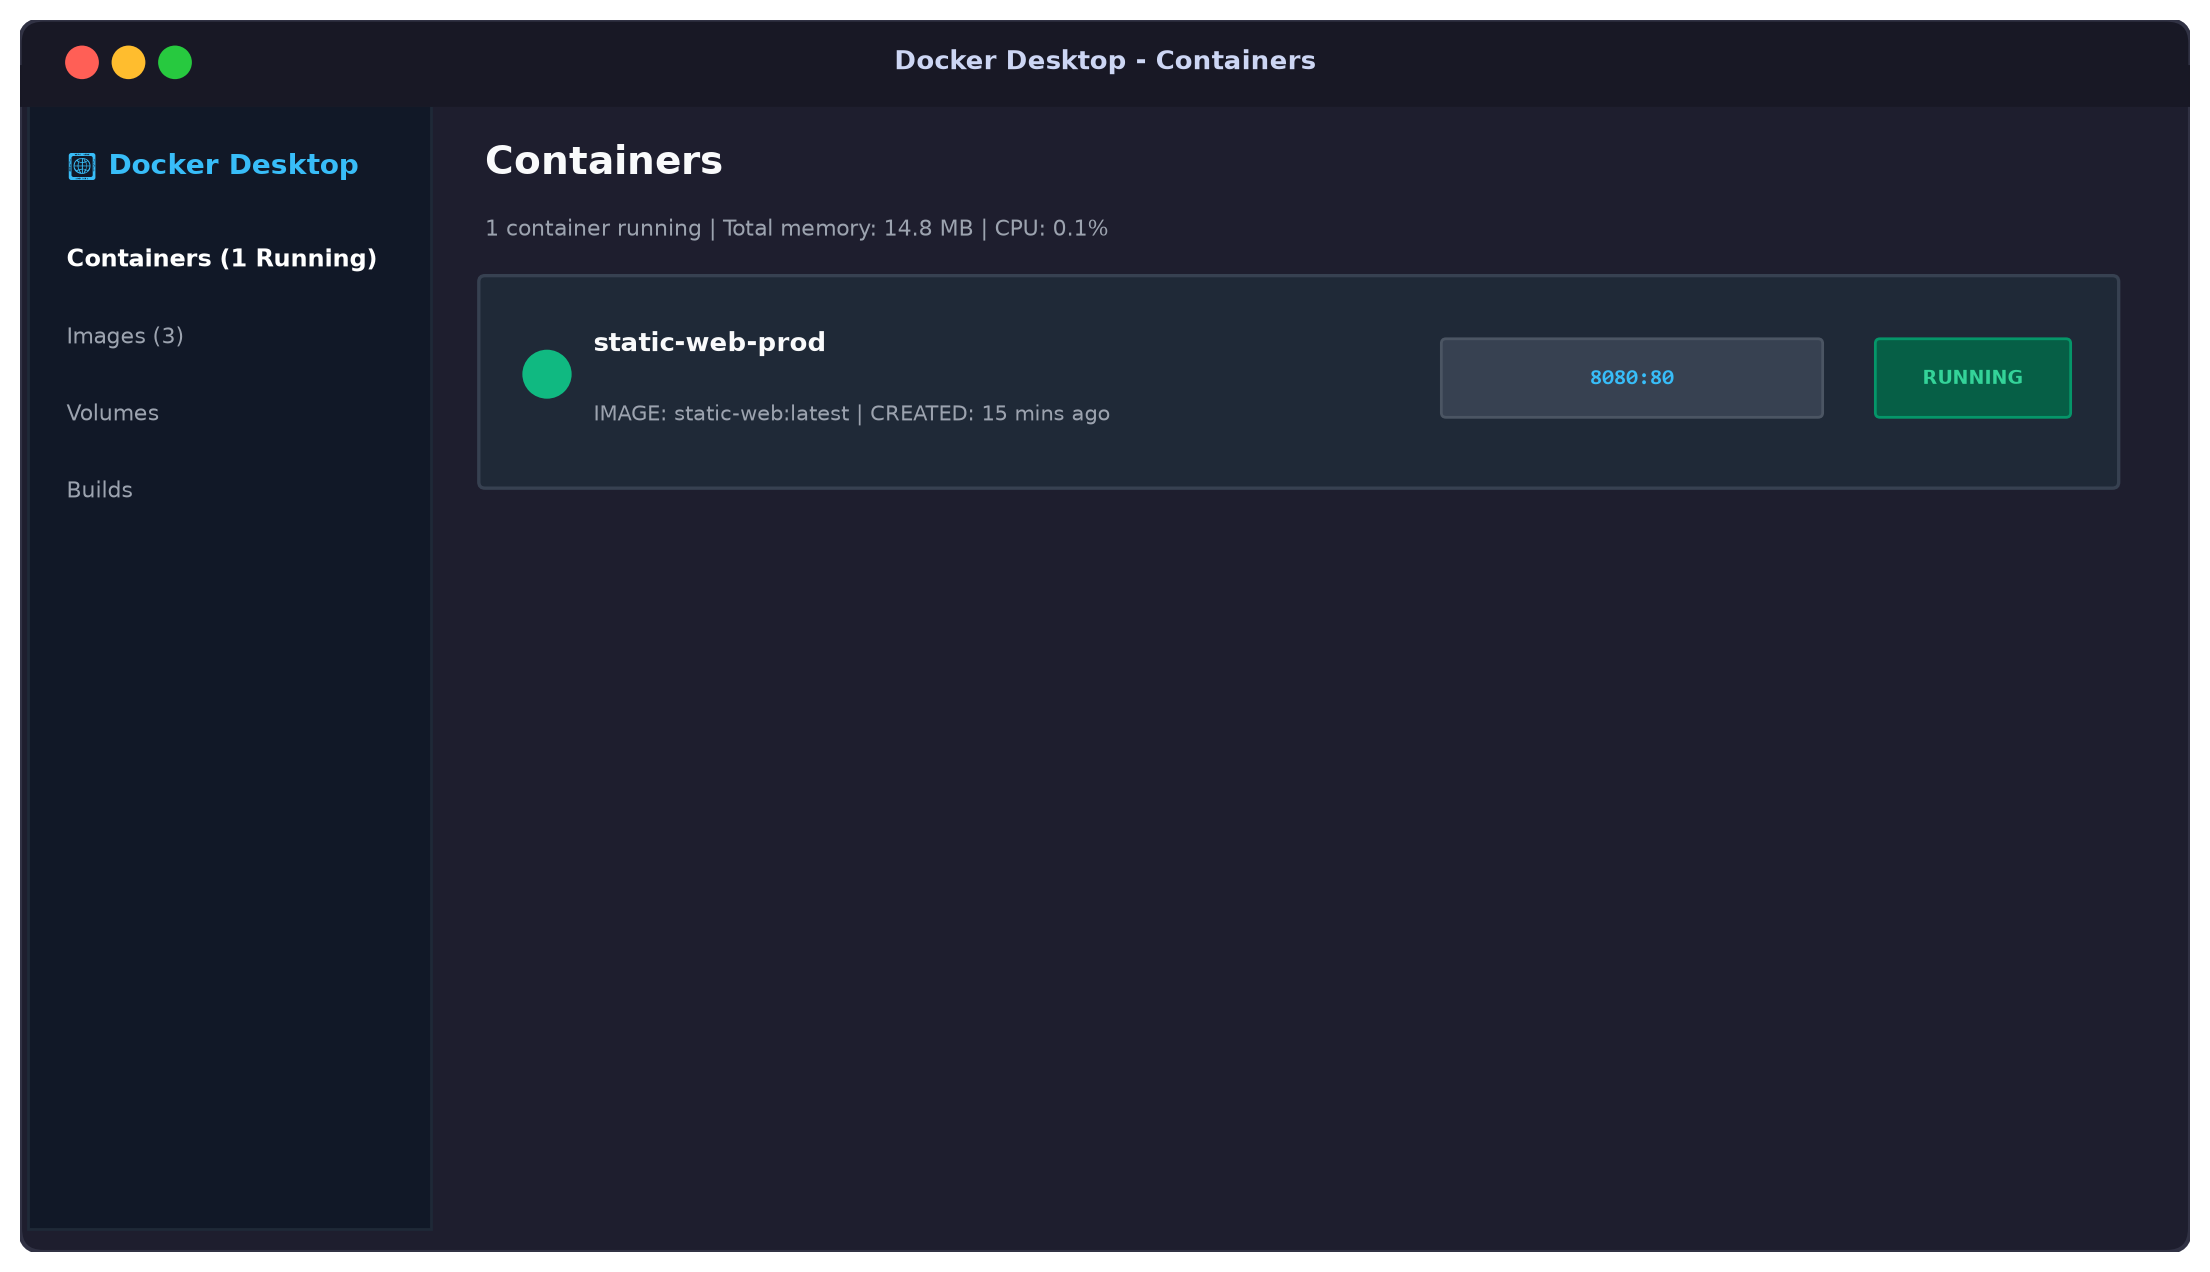 Docker Desktop - Containers
Docker Desktop
Containers (1 Running)
Images (3)
Volumes
Builds
Containers
1 container running | Total memory: 14.8 MB | CPU: 0.1%
static-web-prod
IMAGE: static-web:latest | CREATED: 15 mins ago
8080:80
RUNNING